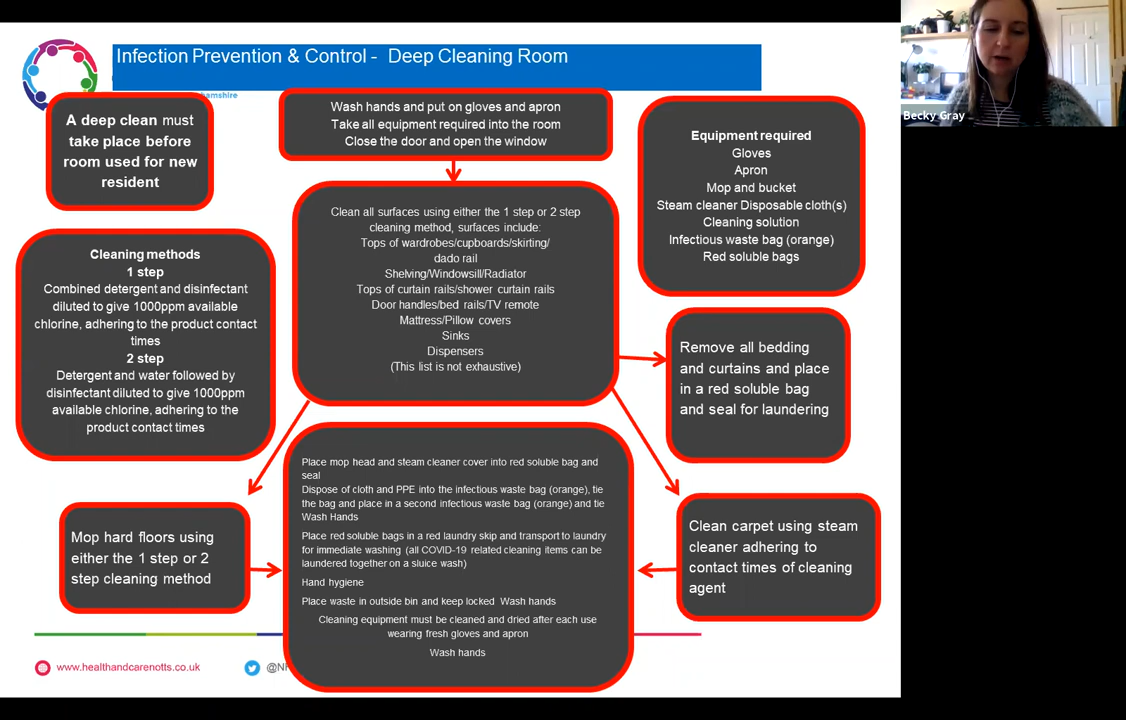 Infection Prevention & Control - Deep Cleaning Room
hamshire
A deep clean must
take place before
room used for new
resident
Wash hands and put on gloves and apron
Take all equipment required into the room
Close the door and open the window
Equipment required
Gloves
Apron
Mop and bucket
Steam cleaner Disposable cloth(s)
Cleaning solution
Infectious waste bag (orange)
Red soluble bags
Becky Gray
Cleaning methods
1 step
Combined detergent and disinfectant
diluted to give 1000ppm available
chlorine, adhering to the product contact
times
2 step
Detergent and water followed by
disinfectant diluted to give 1000ppm
available chlorine, adhering to the
product contact times
Clean all surfaces using either the 1 step or 2 step
cleaning method, surfaces include:
Tops of wardrobes/cupboards/skirting/
dado rail
Shelving/Windowsill/Radiator
Tops of curtain rails/shower curtain rails
Door handles/bed rails/TV remote
Mattress/Pillow covers
Sinks
Dispensers
(This list is not exhaustive)
Remove all bedding
and curtains and place
in a red soluble bag
and seal for laundering
Mop hard floors using
either the 1 step or 2
step cleaning method
Place mop head and steam cleaner cover into red soluble bag and
seal
Dispose of cloth and PPE into the infectious waste bag (orange), tie
the bag and place in a second infectious waste bag (orange) and tie
Wash Hands
Place red soluble bags in a red laundry skip and transport to laundry
for immediate washing (all COVID-19 related cleaning items can be
laundered together on a sluice wash)
Hand hygiene
Place waste in outside bin and keep locked Wash hands
Cleaning equipment must be cleaned and dried after each use
wearing fresh gloves and apron
Wash hands
Clean carpet using steam
cleaner adhering to
contact times of cleaning
agent
www.healthandcarenotts.co.uk
@NH